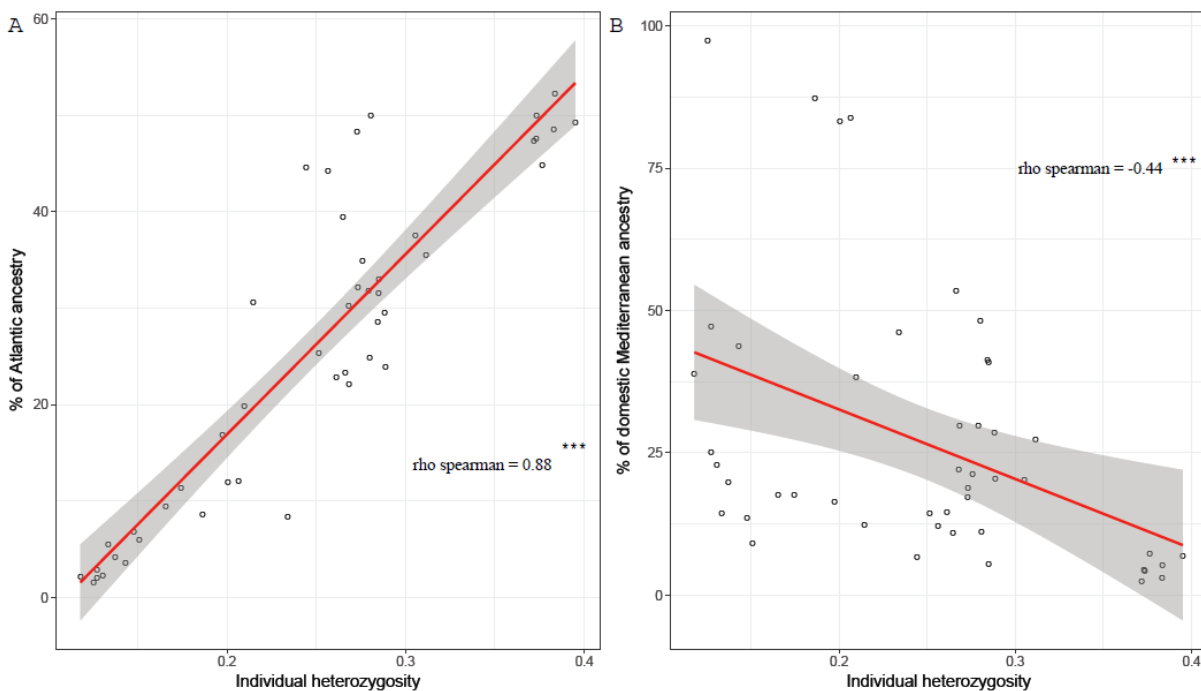 A
60
40
20
0
% of Atlantic ancestry
rho spearman = 0.88 ***
0.2
0.3
0.4
Individual heterozygosity
B
100
75
50
25
0
% of domestic Mediterranean ancestry
rho spearman = -0.44 ***
0.2
0.3
0.4
Individual heterozygosity